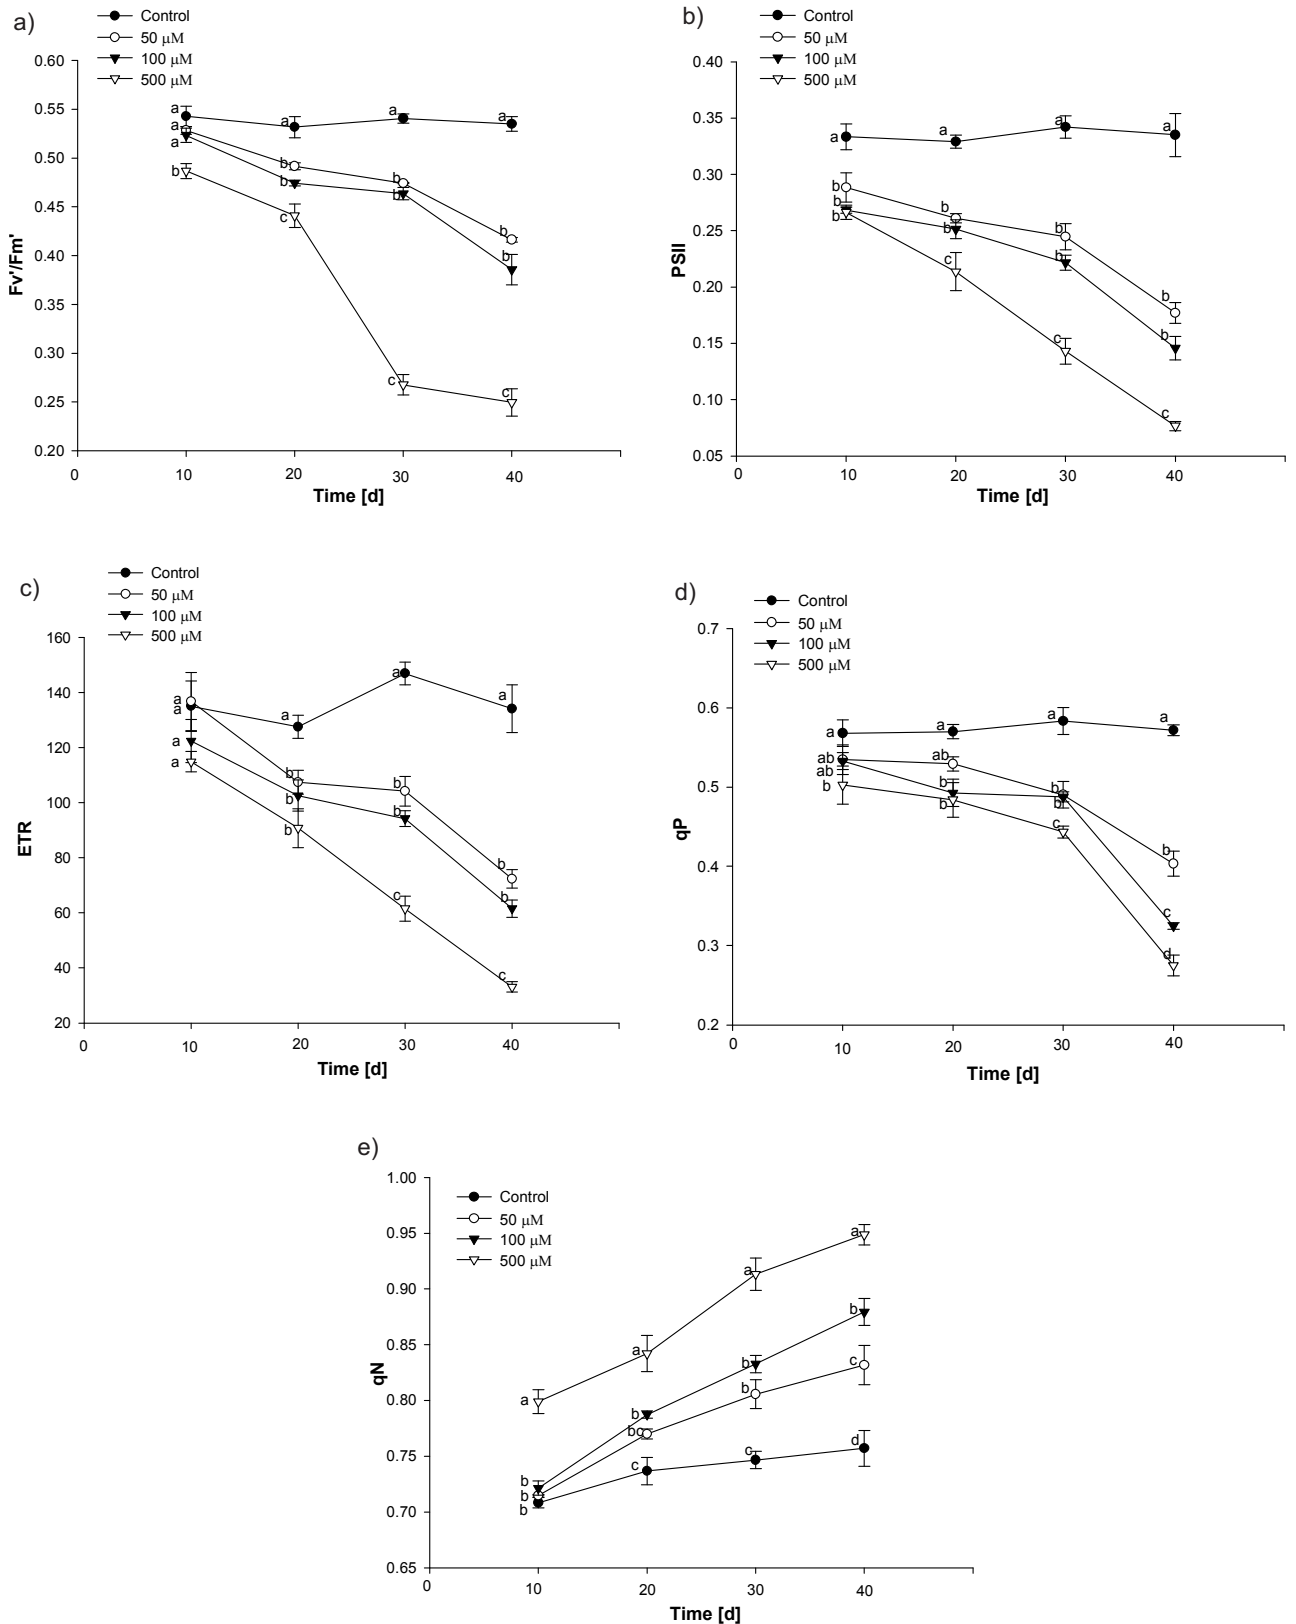 a)
Control
50 µM
100 µM
500 µM
0.60
0.55
0.50
0.45
0.40
0.35
0.30
0.25
0.20
Fv'/Fm'
a a a a
a b b b
a b b b
b c c c
0 10 20 30 40
Time [d]
b)
Control
50 µM
100 µM
500 µM
0.40
0.35
0.30
0.25
0.20
0.15
0.10
0.05
PSII
a a a a
b b b b
b b b b
b c c c
0 10 20 30 40
Time [d]
c)
Control
50 µM
100 µM
500 µM
160
140
120
100
80
60
40
20
ETR
a a a a
a b b b
a b b b
a b c c
0 10 20 30 40
Time [d]
d)
Control
50 µM
100 µM
500 µM
0.7
0.6
0.5
0.4
0.3
0.2
qP
a a a a
ab ab b b
ab b b c
b b c d
0 10 20 30 40
Time [d]
e)
Control
50 µM
100 µM
500 µM
1.00
0.95
0.90
0.85
0.80
0.75
0.70
0.65
qN
a a a a
b b b b
b bc b c
b c c d
0 10 20 30 40
Time [d]